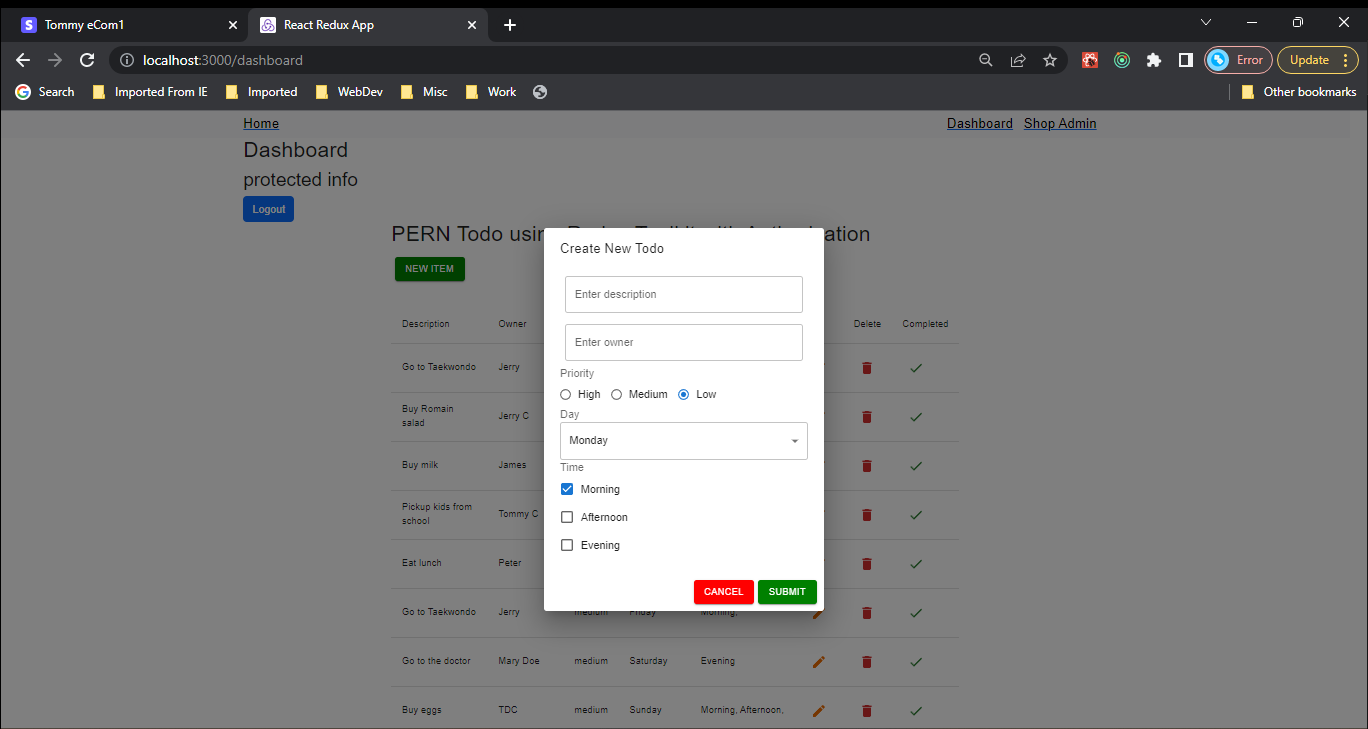 Tommy eCom1
React Redux App
localhost:3000/dashboard
Error
Update
Search
Imported From IE
Imported
WebDev
Misc
Work
Other bookmarks
Home
Dashboard
Shop Admin
Dashboard
protected info
Logout
PERN Todo using
NEW ITEM
Create New Todo
Enter description
Enter owner
Priority
High Medium Low
Day
Monday
Time
Morning
Afternoon
Evening
CANCEL SUBMIT
Description Owner Delete Completed
Go to Taekwondo Jerry
Buy Romain
salad
Jerry C
Buy milk James
Pickup kids from
school
Tommy C
Eat lunch Peter
Go to Taekwondo Jerry medium Friday Morning,
Go to the doctor Mary Doe medium Saturday Evening
Buy eggs TDC medium Sunday Morning, Afternoon,